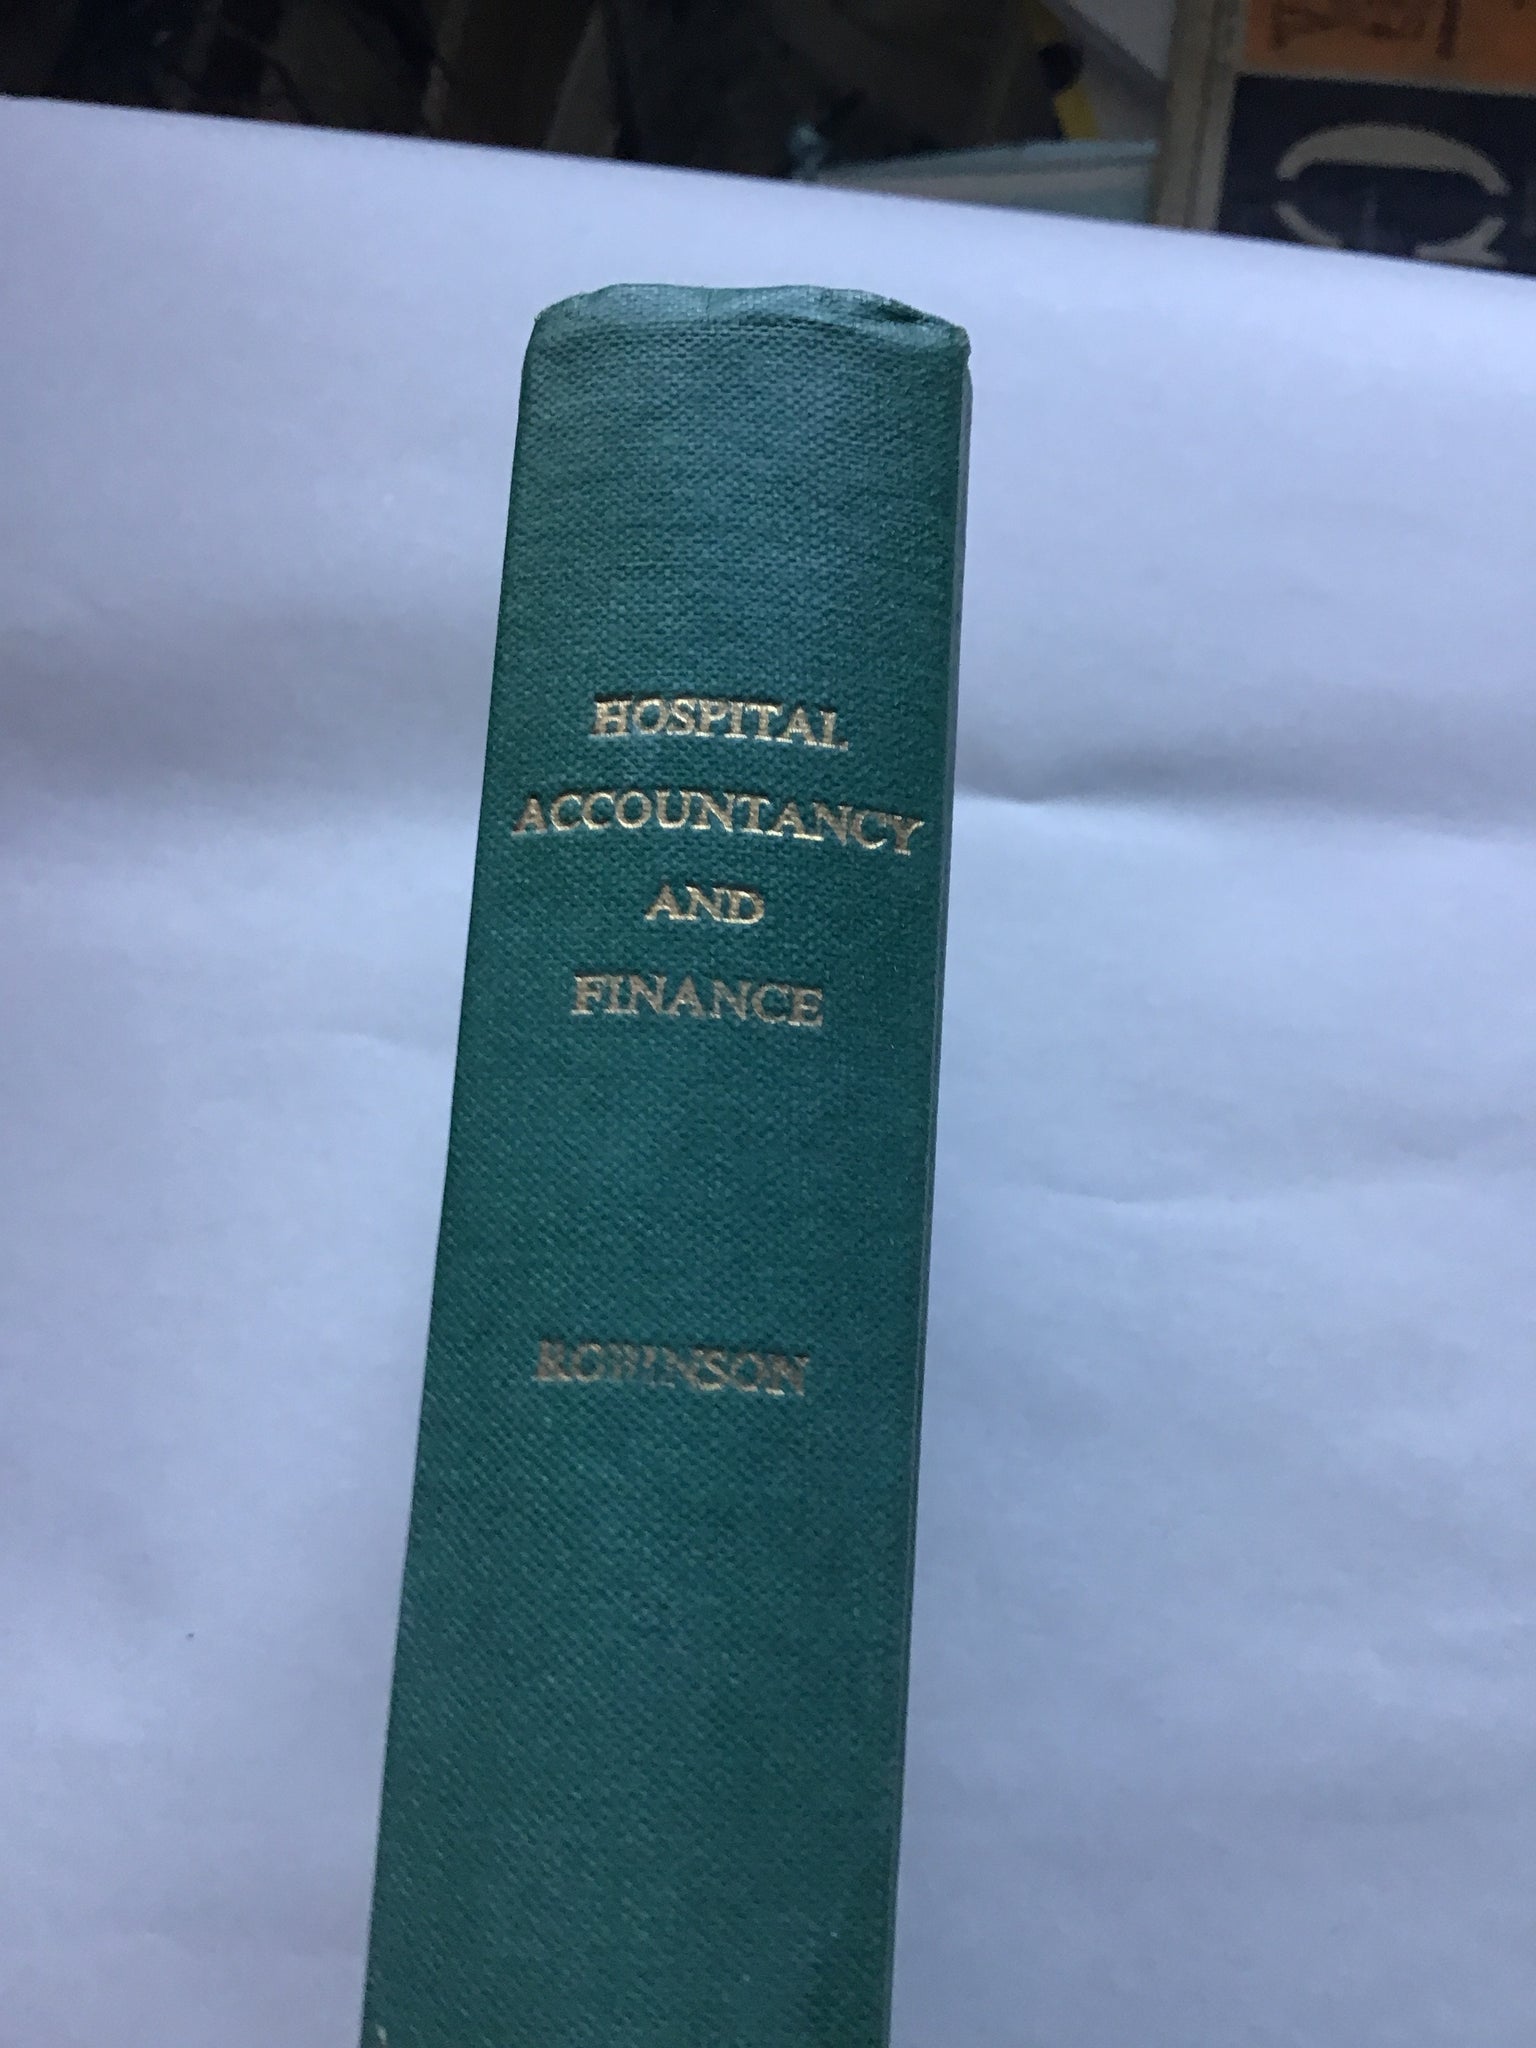 HOSPITAL
ACCOUNTANCY
AND
FINANCE
ROBINSON